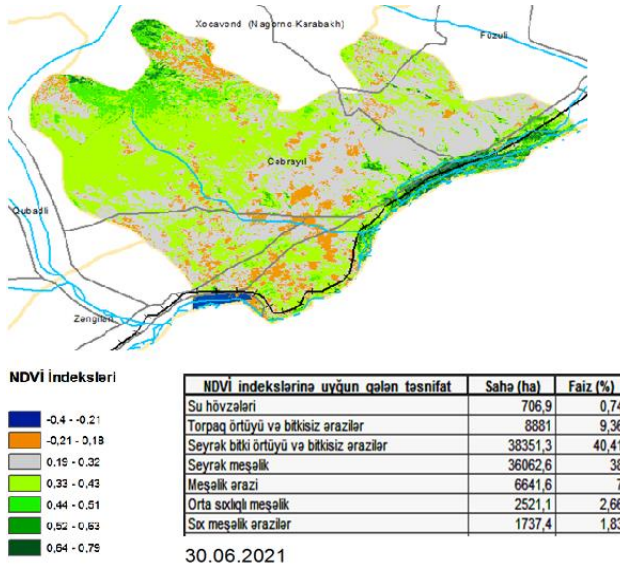 Xocavənd (Nagorno-Karabakh)
Füzuli
Cəbrayıl
Qubadlı
Zəngilan
NDVİ İndeksləri
-0,4 - -0,21
-0,21 - 0,18
0,19 - 0,32
0,33 - 0,43
0,44 - 0,51
0,52 - 0,63
0,64 - 0,79
NDVİ indekslərinə uyğun qələn təsnifat Sahə (ha) Faiz (%)
Su hövzələri 706,9 0,74
Torpaq örtüyü və bitkisiz ərazilər 8881 9,36
Seyrək bitki örtüyü və bitkisiz ərazilər 38351,3 40,41
Seyrək meşəlik 36062,6 38
Meşəlik ərazi 6641,6 7
Orta sıxlıqlı meşəlik 2521,1 2,66
Sıx meşəlik ərazilər 1737,4 1,83
30.06.2021